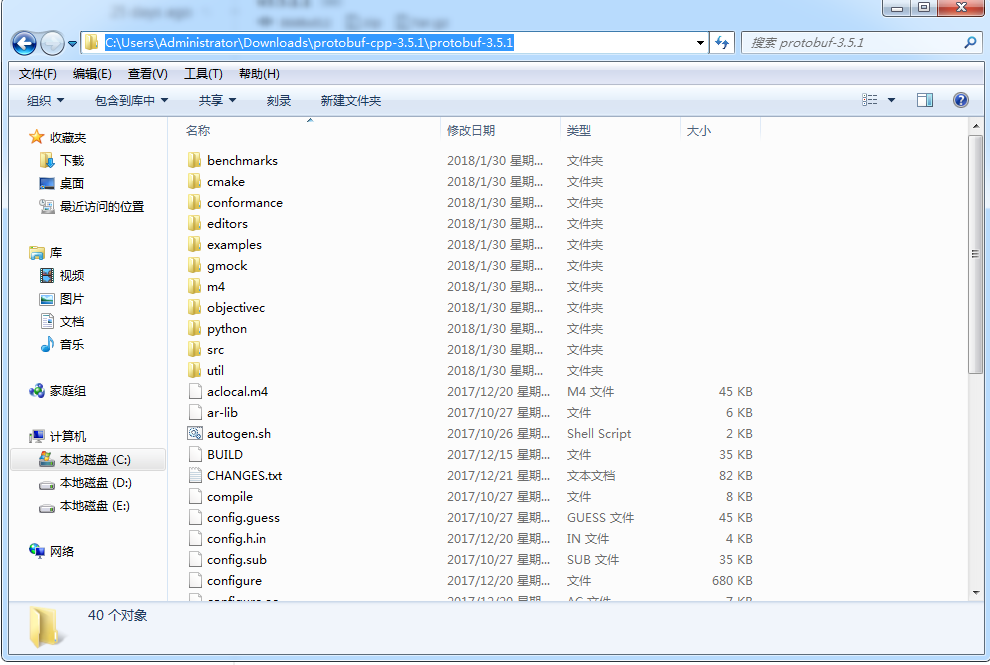 25 days ago
C:\Users\Administrator\Downloads\protobuf-cpp-3.5.1\protobuf-3.5.1
搜索 protobuf-3.5.1
文件(F) 编辑(E) 查看(V) 工具(T) 帮助(H)
组织 包含到库中 共享 刻录 新建文件夹
收藏夹
下载
桌面
最近访问的位置
库
视频
图片
文档
音乐
家庭组
计算机
本地磁盘 (C:)
本地磁盘 (D:)
本地磁盘 (E:)
网络
名称 修改日期 类型 大小
benchmarks 2018/1/30 星期... 文件夹
cmake 2018/1/30 星期... 文件夹
conformance 2018/1/30 星期... 文件夹
editors 2018/1/30 星期... 文件夹
examples 2018/1/30 星期... 文件夹
gmock 2018/1/30 星期... 文件夹
m4 2018/1/30 星期... 文件夹
objectivec 2018/1/30 星期... 文件夹
python 2018/1/30 星期... 文件夹
src 2018/1/30 星期... 文件夹
util 2018/1/30 星期... 文件夹
aclocal.m4 2017/12/20 星期... M4 文件 45 KB
ar-lib 2017/10/27 星期... 文件 6 KB
autogen.sh 2017/10/26 星期... Shell Script 2 KB
BUILD 2017/12/15 星期... 文件 35 KB
CHANGES.txt 2017/12/21 星期... 文本文档 82 KB
compile 2017/10/27 星期... 文件 8 KB
config.guess 2017/10/27 星期... GUESS 文件 45 KB
config.h.in 2017/12/20 星期... IN 文件 4 KB
config.sub 2017/10/27 星期... SUB 文件 35 KB
configure 2017/12/20 星期... 文件 680 KB
configure.ac 2017/12/20 星期... AC 文件 7 KB
40 个对象